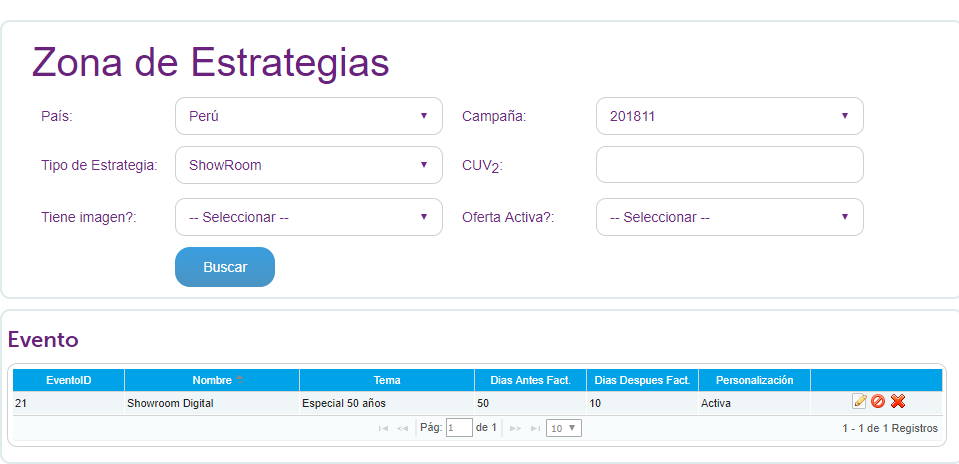 Zona de Estrategias
País: Perú Campaña: 201811
Tipo de Estrategia: ShowRoom CUV2:
Tiene imagen?: -- Seleccionar -- Oferta Activa?: -- Seleccionar --
Buscar
Evento
EventoID Nombre Tema Dias Antes Fact. Dias Despues Fact. Personalización
21 Showroom Digital Especial 50 años 50 10 Activa
Pág: 1 de 1 10 1 - 1 de 1 Registros